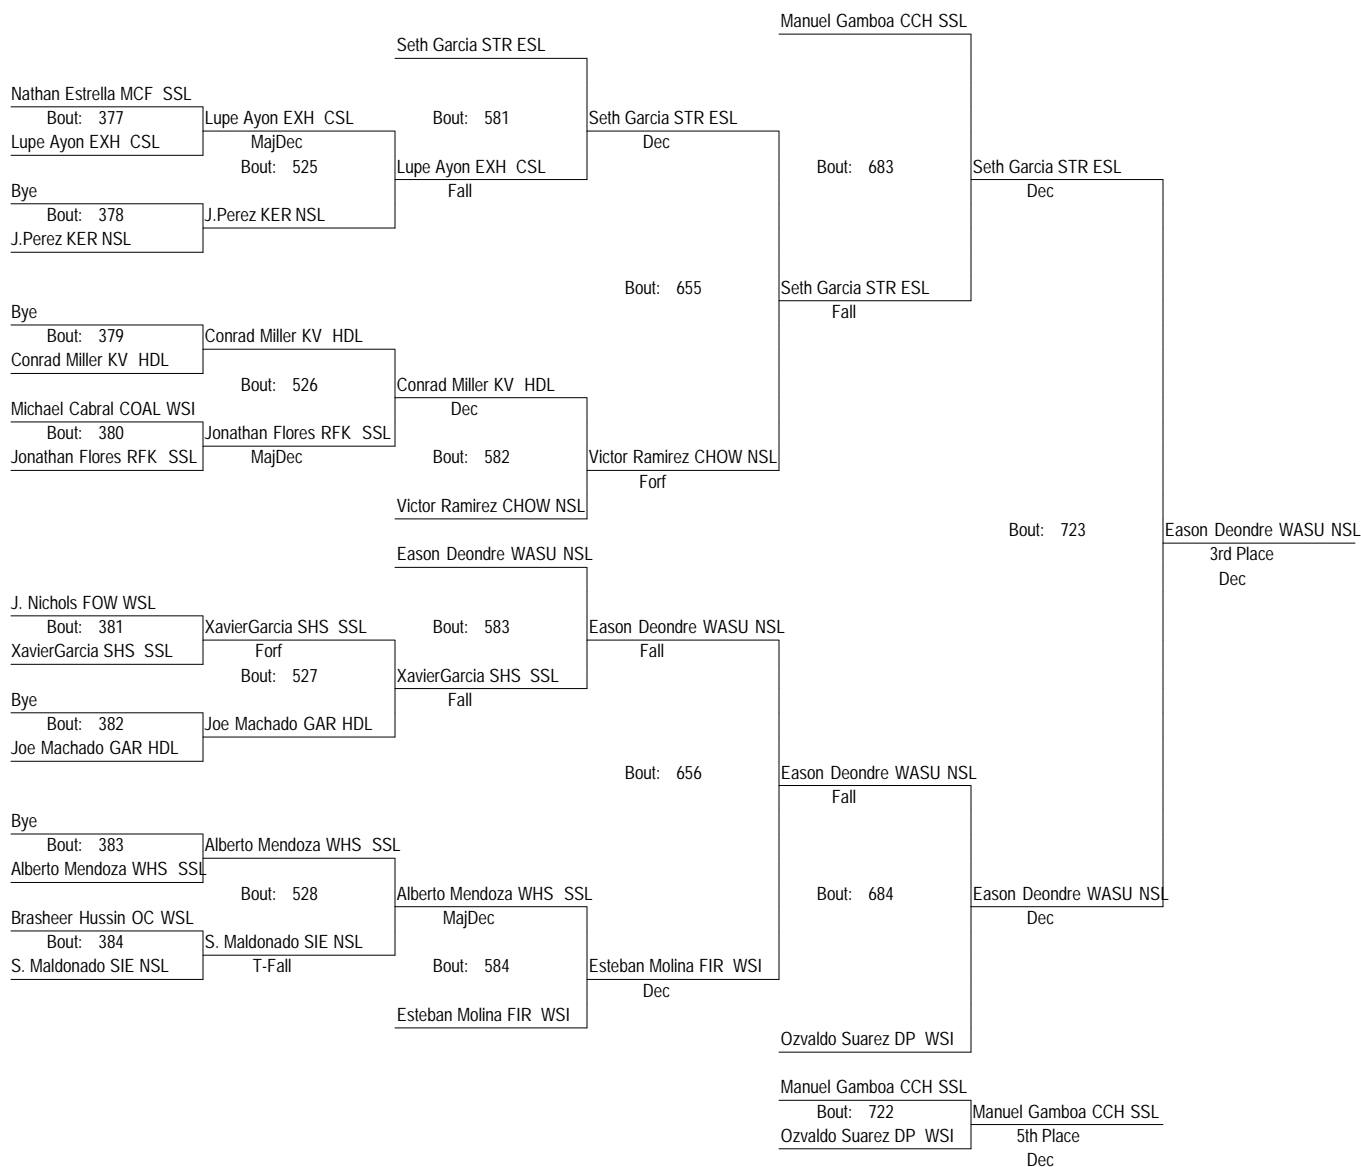 Manuel Gamboa CCH SSL
Seth Garcia STR ESL
Nathan Estrella MCF SSL
Bout: 377
Lupe Ayon EXH CSL
Lupe Ayon EXH CSL
MajDec
Bout: 525
Bye
Bout: 378
J.Perez KER NSL
J.Perez KER NSL
Bout: 581
Lupe Ayon EXH CSL
Fall
Seth Garcia STR ESL
Dec
Bye
Bout: 379
Conrad Miller KV HDL
Conrad Miller KV HDL
Bout: 526
Michael Cabral COAL WSI
Bout: 380
Jonathan Flores RFK SSL
Jonathan Flores RFK SSL
MajDec
Conrad Miller KV HDL
Dec
Bout: 582
Victor Ramirez CHOW NSL
Victor Ramirez CHOW NSL
Forf
Bout: 655
Seth Garcia STR ESL
Fall
Bout: 683
Seth Garcia STR ESL
Dec
Bout: 723
Eason Deondre WASU NSL
3rd Place
Dec
Eason Deondre WASU NSL
J. Nichols FOW WSL
Bout: 381
XavierGarcia SHS SSL
XavierGarcia SHS SSL
Forf
Bout: 527
Bye
Bout: 382
Joe Machado GAR HDL
Joe Machado GAR HDL
Bout: 583
XavierGarcia SHS SSL
Fall
Eason Deondre WASU NSL
Fall
Bout: 656
Eason Deondre WASU NSL
Fall
Bye
Bout: 383
Alberto Mendoza WHS SSL
Alberto Mendoza WHS SSL
Bout: 528
Brasheer Hussin OC WSL
Bout: 384
S. Maldonado SIE NSL
S. Maldonado SIE NSL
T-Fall
Alberto Mendoza WHS SSL
MajDec
Bout: 584
Esteban Molina FIR WSI
Esteban Molina FIR WSI
Dec
Bout: 684
Eason Deondre WASU NSL
Dec
Ozvaldo Suarez DP WSI
Manuel Gamboa CCH SSL
Bout: 722
Ozvaldo Suarez DP WSI
Manuel Gamboa CCH SSL
5th Place
Dec